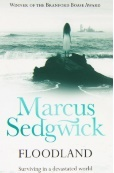 WINNER OF THE BRANFORD BOASE AWARD
Marcus
Sedgwick
FLOODLAND
Surviving in a devastated world